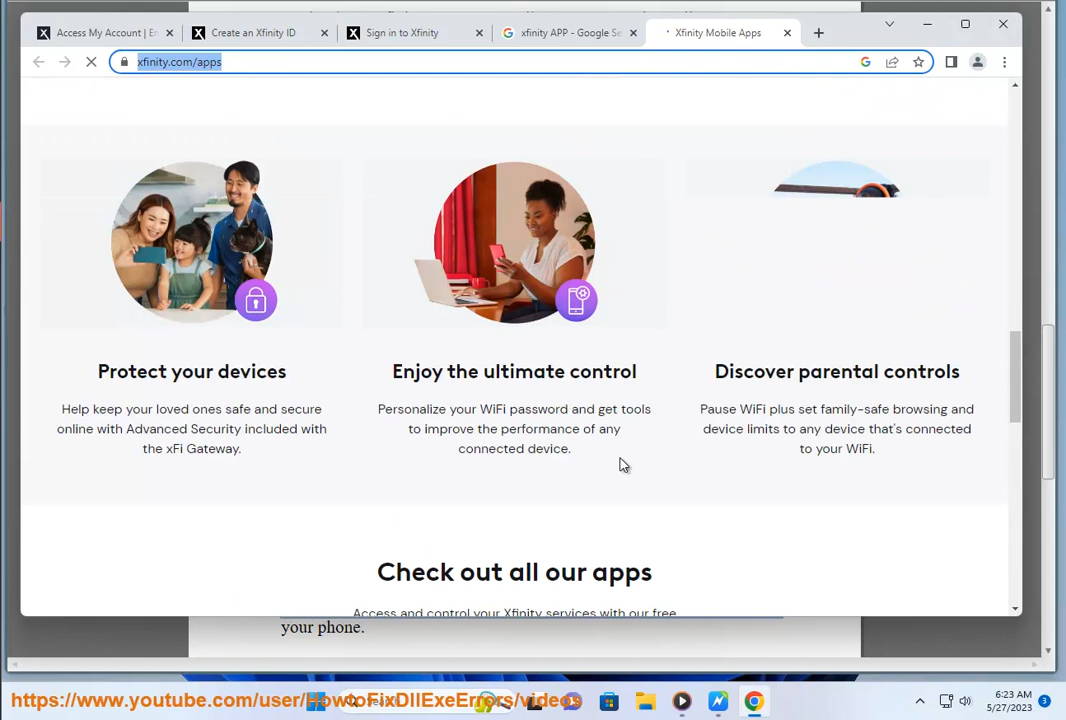 Access My Account | En
Create an Xfinity ID
Sign in to Xfinity
xfinity APP - Google Se
Xfinity Mobile Apps
xfinity.com/apps
Protect your devices
Help keep your loved ones safe and secure
online with Advanced Security included with
the xFi Gateway.
Enjoy the ultimate control
Personalize your WiFi password and get tools
to improve the performance of any
connected device.
Discover parental controls
Pause WiFi plus set family-safe browsing and
device limits to any device that's connected
to your WiFi.
Check out all our apps
Access and control your Xfinity services with our free
your phone.
https://www.youtube.com/user/HowtoFixDllExeErrors/videos
6:23 AM
5/27/2023
3